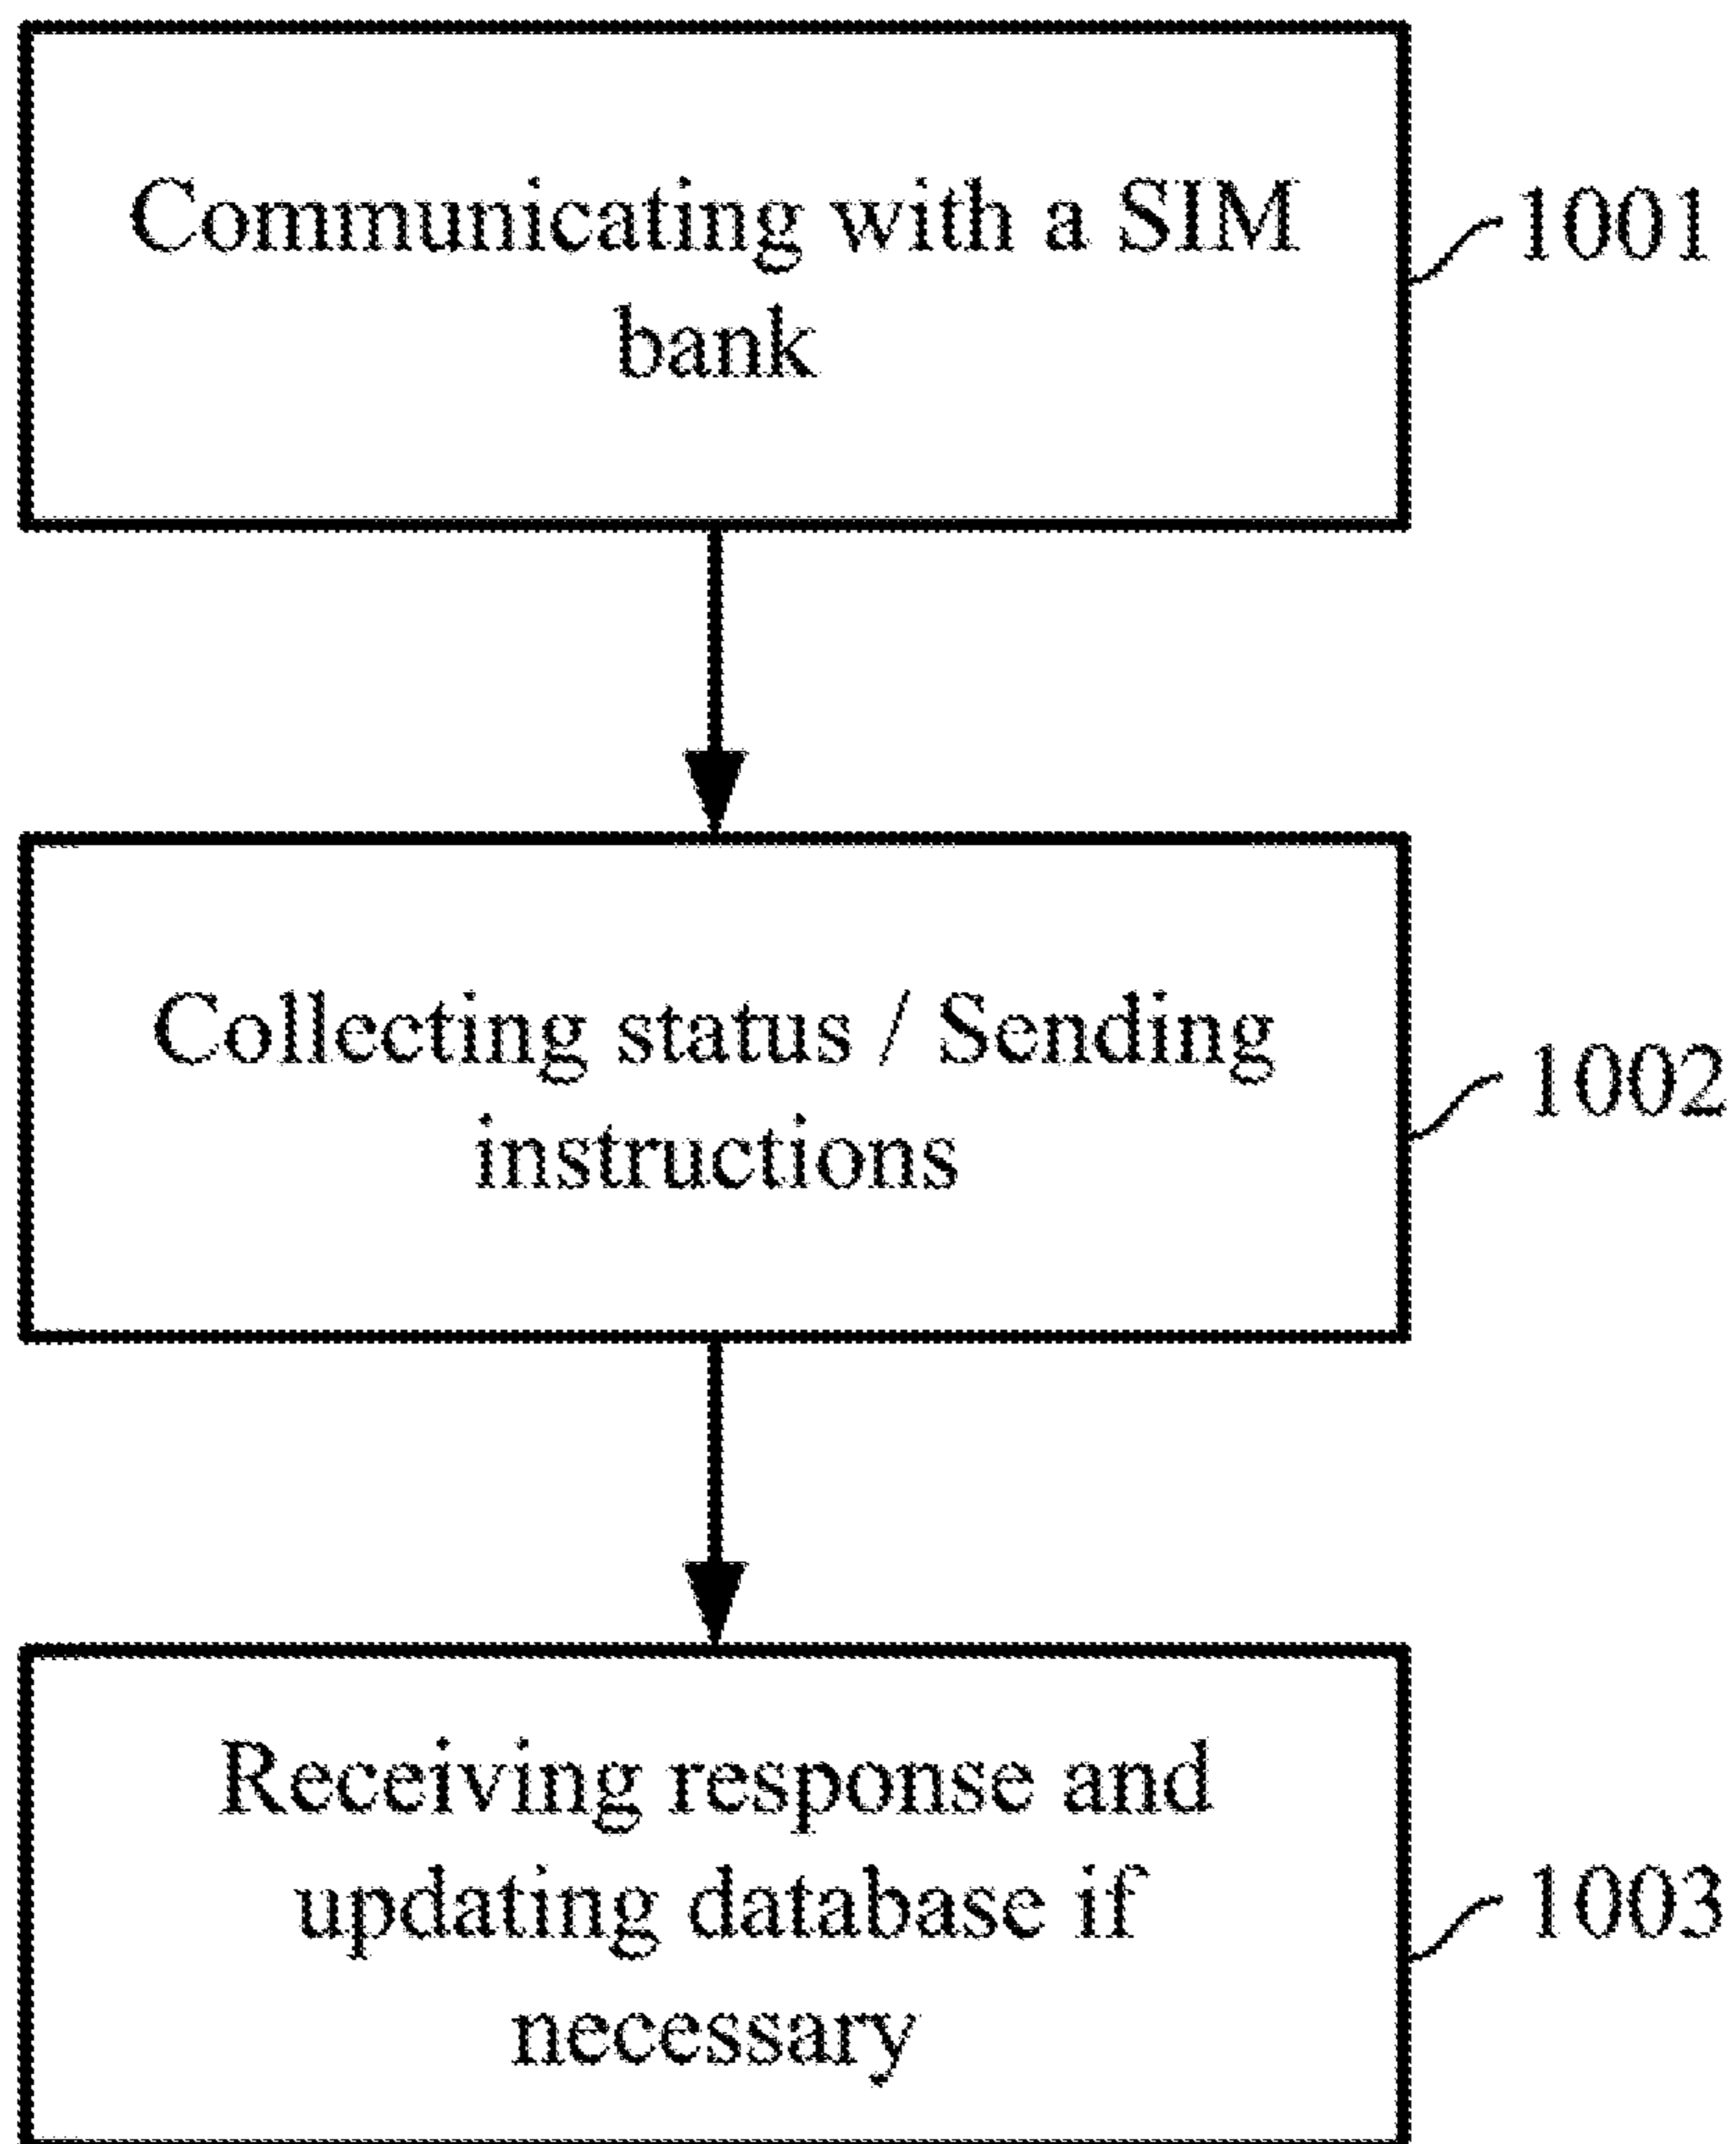 Communicating with a SIM
bank
1001
Collecting status / Sending
instructions
1002
Receiving response and
updating database if
necessary
1003